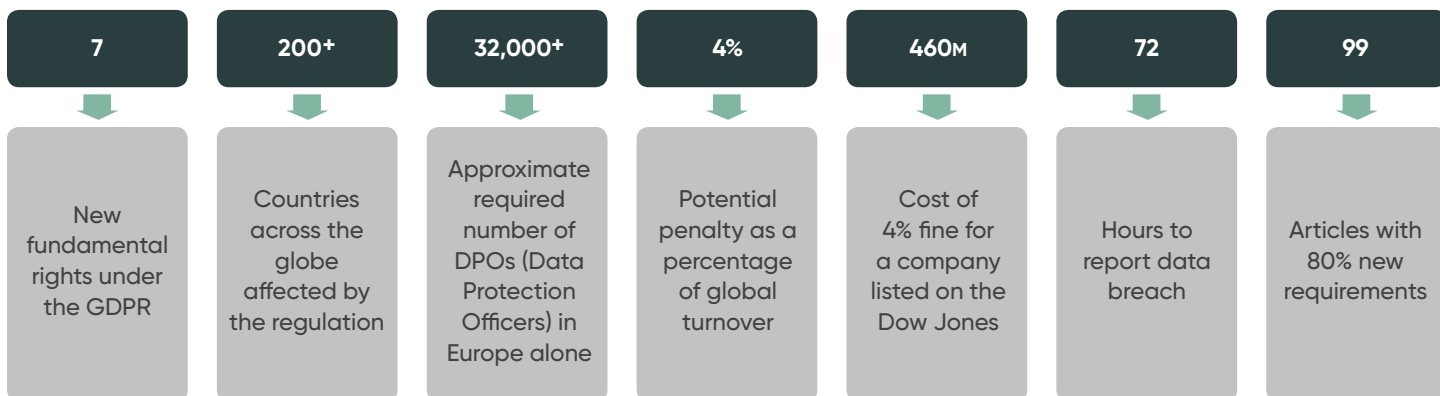 7
200+
32,000+
4%
460M
72
99
New
fundamental
rights under
the GDPR
Countries
across the
globe
affected by
the regulation
Approximate
required
number of
DPOs (Data
Protection
Officers) in
Europe alone
Potential
penalty as a
percentage
of global
turnover
Cost of
4% fine for
a company
listed on the
Dow Jones
Hours to
report data
breach
Articles with
80% new
requirements